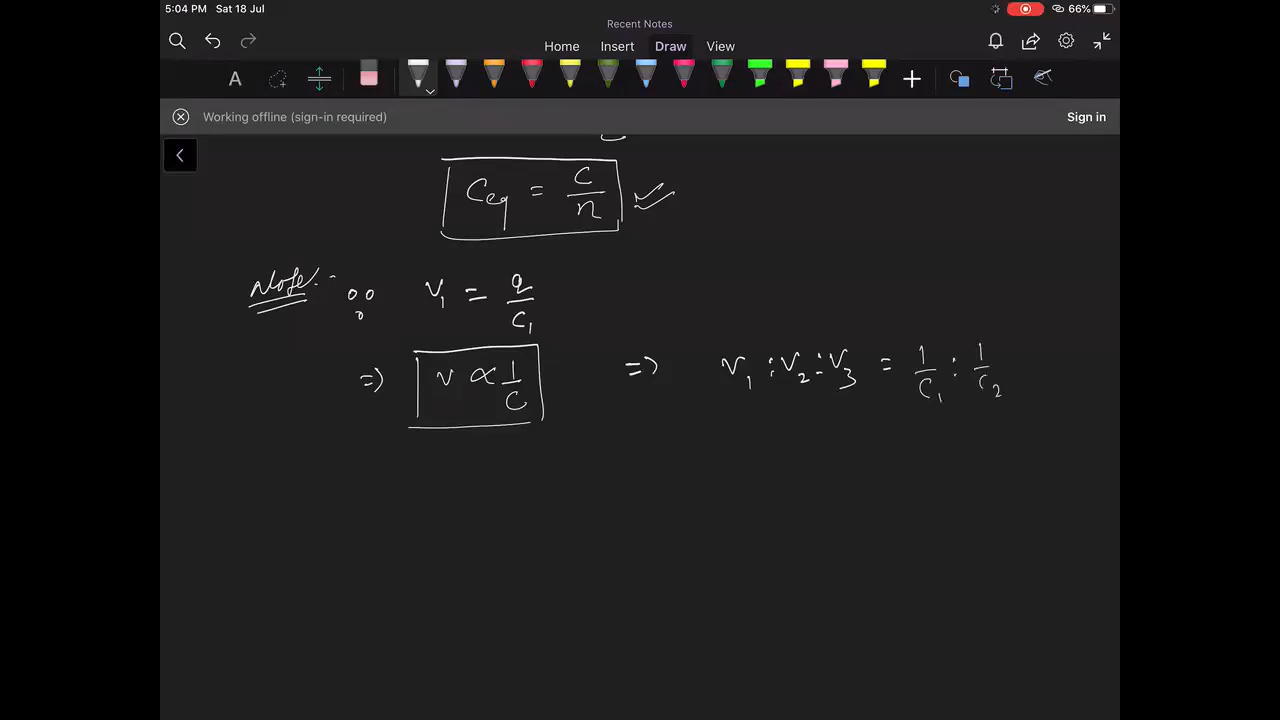 5:04 PM Sat 18 Jul 66%
Recent Notes
Home Insert Draw View
A
Working offline (sign-in required) Sign in
Ceq = C/n
Note:- V₁ = q/C₁
=> V ∝ 1/C => V₁ : V₂ : V₃ = 1/C₁ : 1/C₂